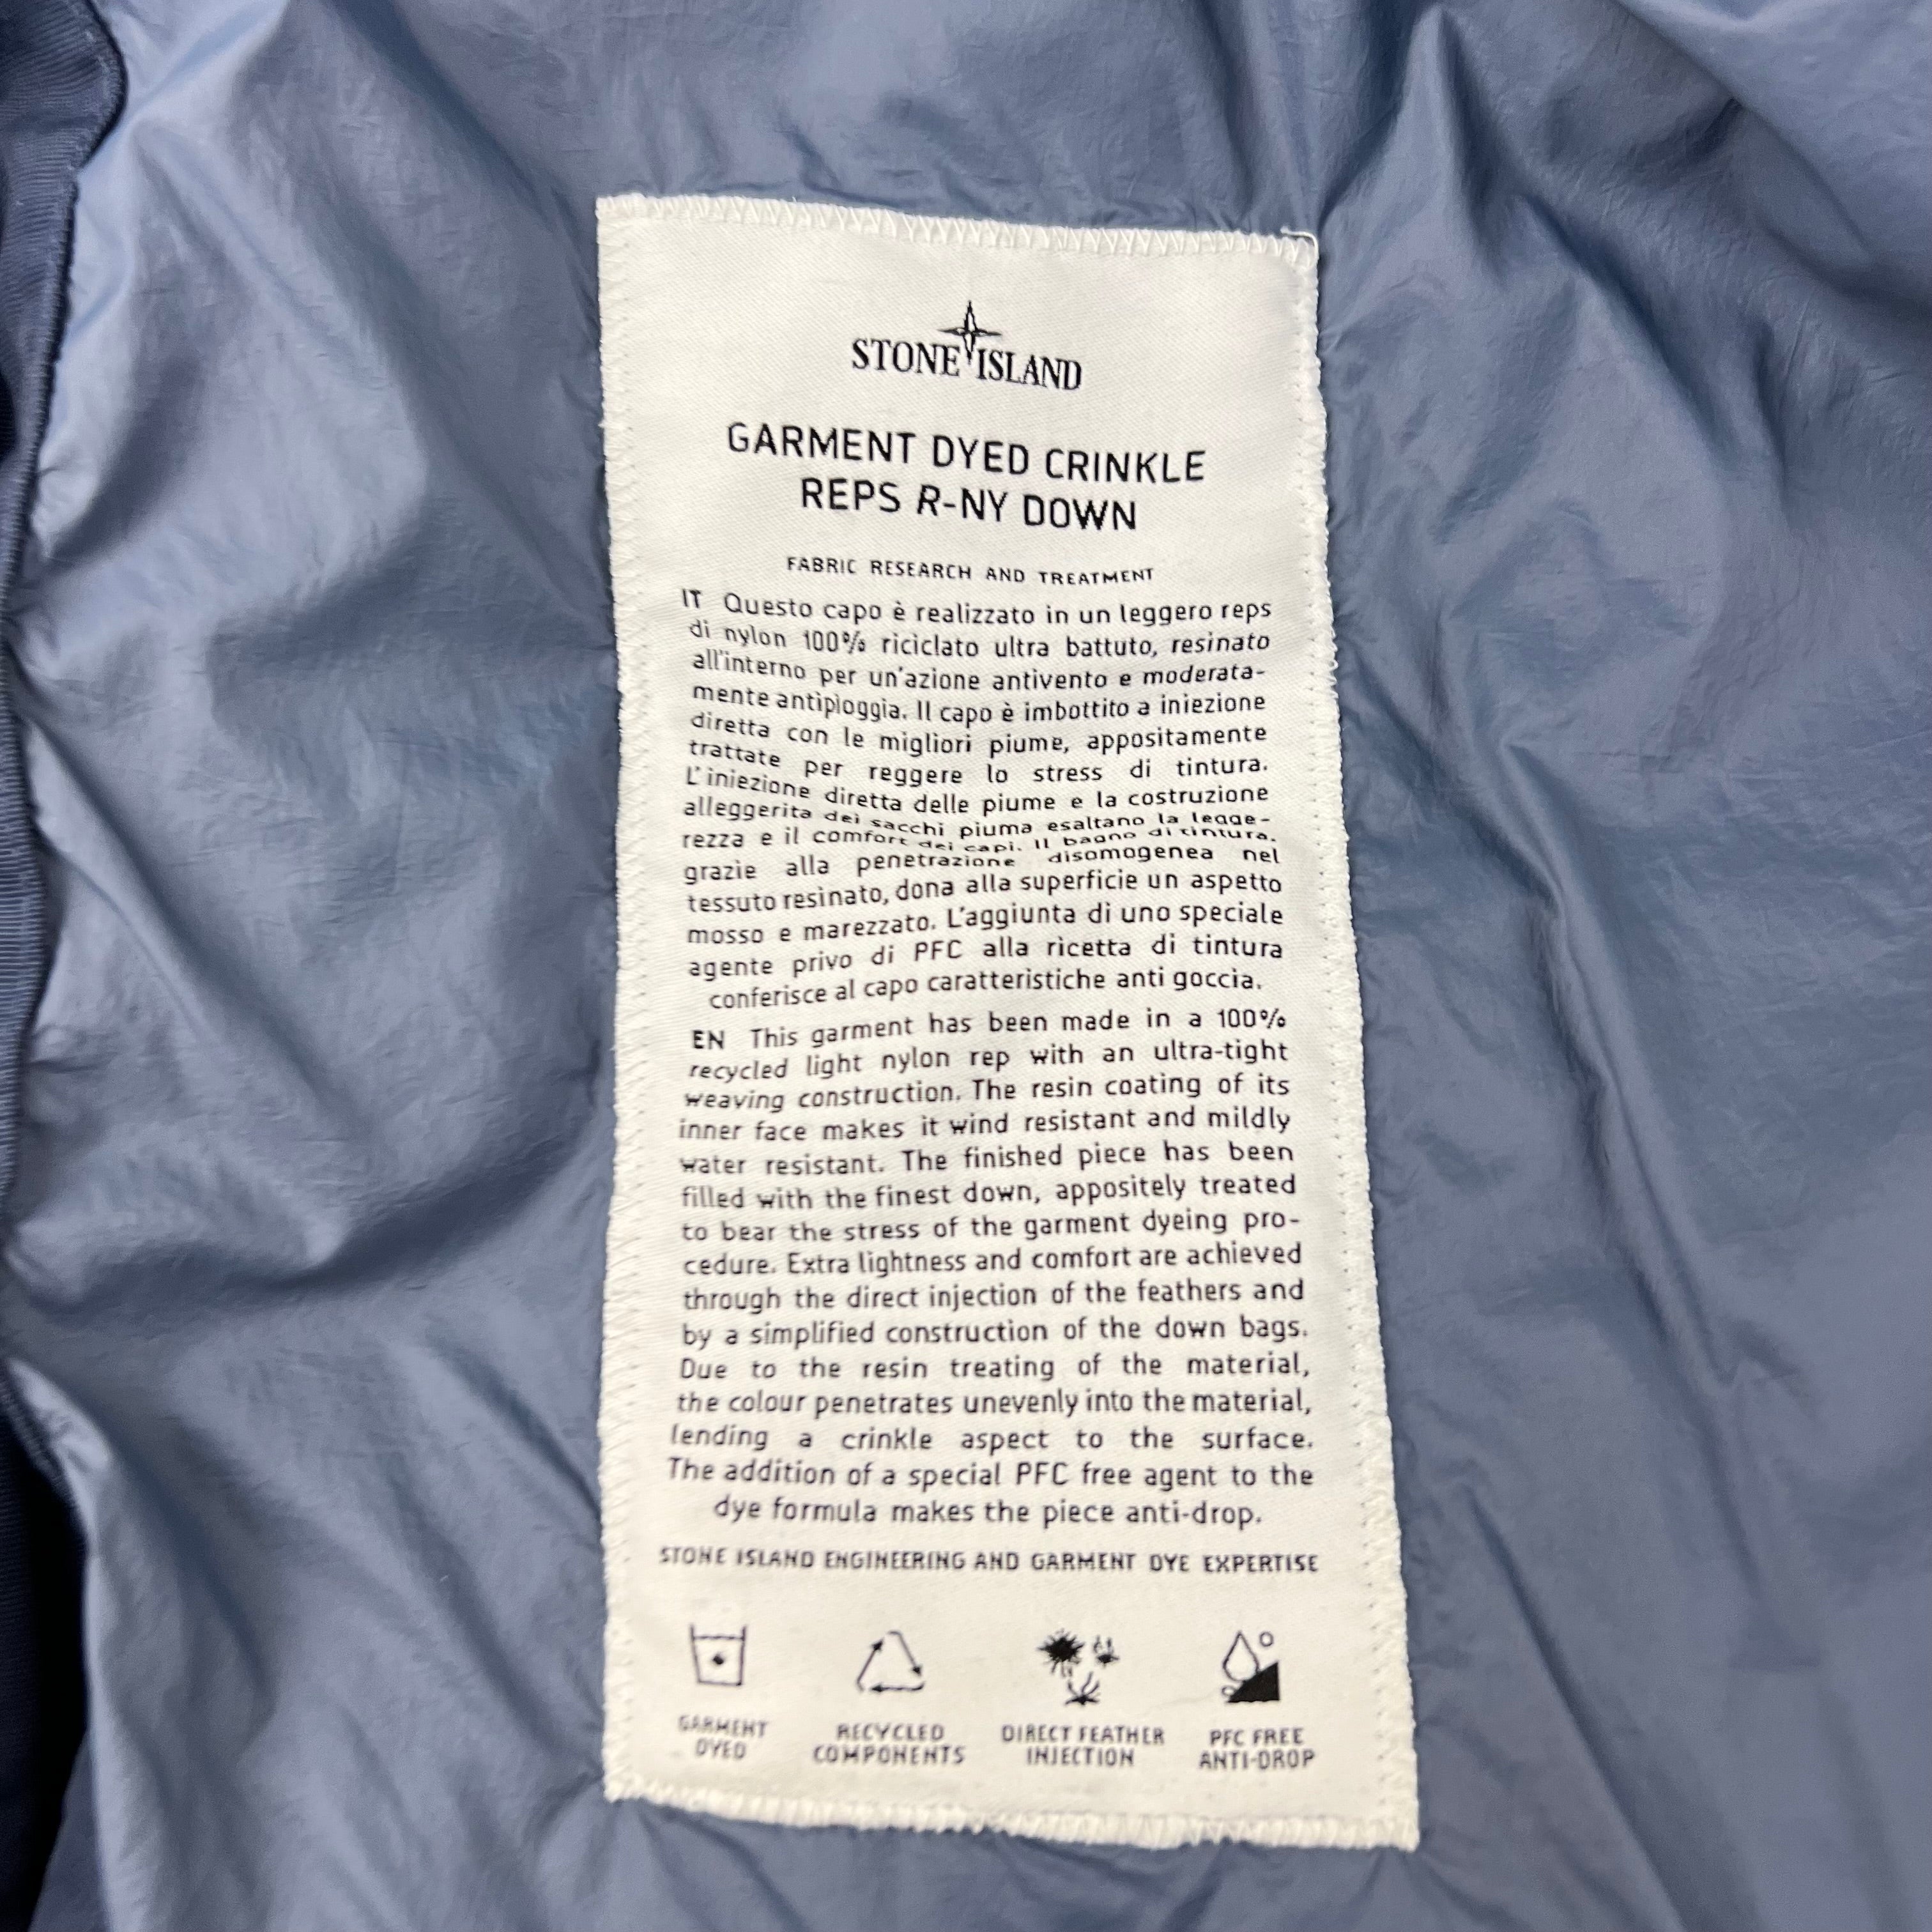 STONE ISLAND
GARMENT DYED CRINKLE
REPS R-NY DOWN
FABRIC RESEARCH AND TREATMENT
IT Questo capo è realizzato in un leggero reps
di nylon 100% riciclato ultra battuto, resinato
all'interno per un'azione antivento e moderata-
mente antipioggia. Il capo è imbottito a iniezione
diretta con le migliori piume, appositamente
trattate per reggere lo stress di tintura.
L'iniezione diretta delle piume e la costruzione
alleggerita dei sacchi piuma esaltano la legge-
rezza e il comfort dei capi. Il bagno di tintura,
grazie alla penetrazione disomogenea nel
tessuto resinato, dona alla superficie un aspetto
mosso e marezzato. L'aggiunta di uno speciale
agente privo di PFC alla ricetta di tintura
conferisce al capo caratteristiche anti goccia.
EN This garment has been made in a 100%
recycled light nylon rep with an ultra-tight
weaving construction. The resin coating of its
inner face makes it wind resistant and mildly
water resistant. The finished piece has been
filled with the finest down, appositely treated
to bear the stress of the garment dyeing pro-
cedure. Extra lightness and comfort are achieved
through the direct injection of the feathers and
by a simplified construction of the down bags.
Due to the resin treating of the material,
the colour penetrates unevenly into the material,
lending a crinkle aspect to the surface.
The addition of a special PFC free agent to the
dye formula makes the piece anti-drop.
STONE ISLAND ENGINEERING AND GARMENT DYE EXPERTISE
GARMENT DYED
RECYCLED COMPONENTS
DIRECT FEATHER INJECTION
PFC FREE ANTI-DROP